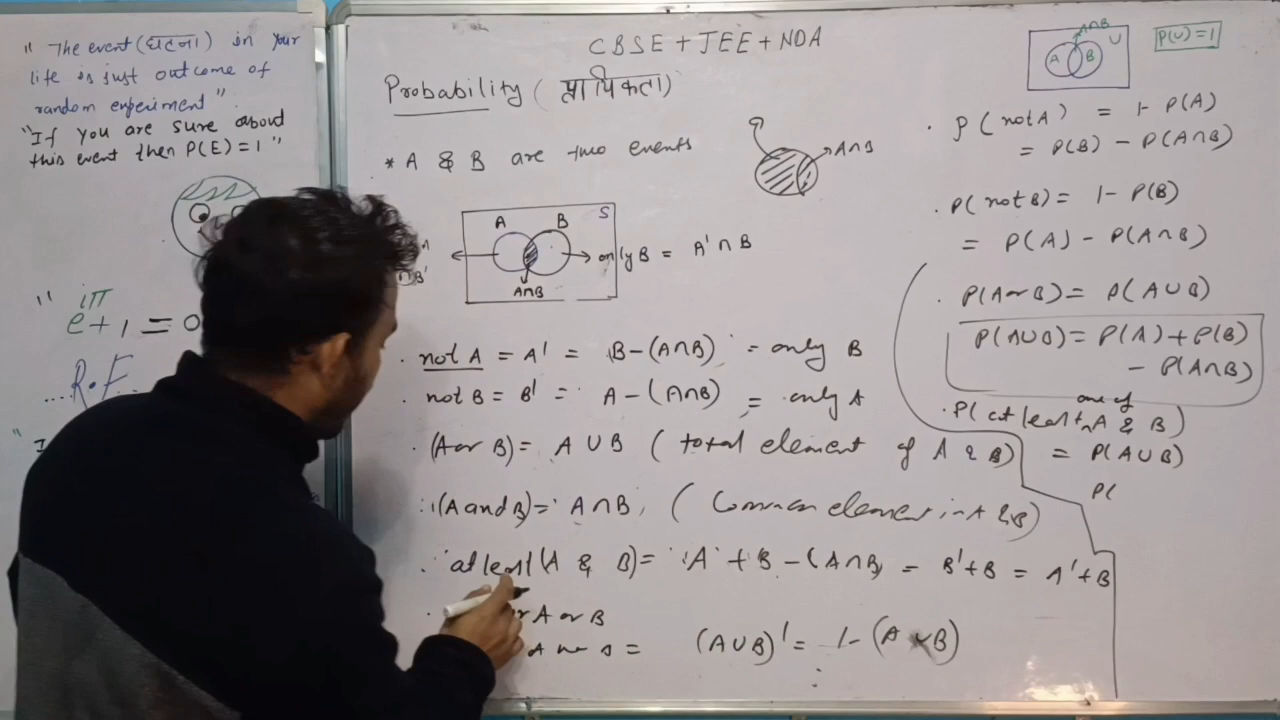 " The event (घटना) in your
life is just outcome of
random experiment".
"If you are sure about
this event then P(E)=1"
" e^{iπ}+1 = 0
....R.F.
CBSE + JEE + NDA
Probability (प्रायिकता)
* A & B are two events
A∩B
A B S
A∩B
only B = A' ∩ B
∩B'
. not A = A' = B-(A∩B) = only B
. not B = B' = A-(A∩B) = only A
. (A or B) = A ∪ B ( total element of A & B)
(A and B) = A∩B, ( Common element in A & B)
. at least (A & B) = A + B - (A∩B) = B'+B = A'+B
A or B
(A∪B)' = 1-(A ∪ B)
A∩B
A B U
P(U)=1
. P(not A) = 1- P(A)
= P(B) - P(A∩B)
. P(not B) = 1- P(B)
= P(A) - P(A∩B)
. P(A or B) = P(A∪B)
P(A∪B) = P(A) + P(B)
- P(A∩B)
. P(at least one of A & B)
= P(A∪B)
P(